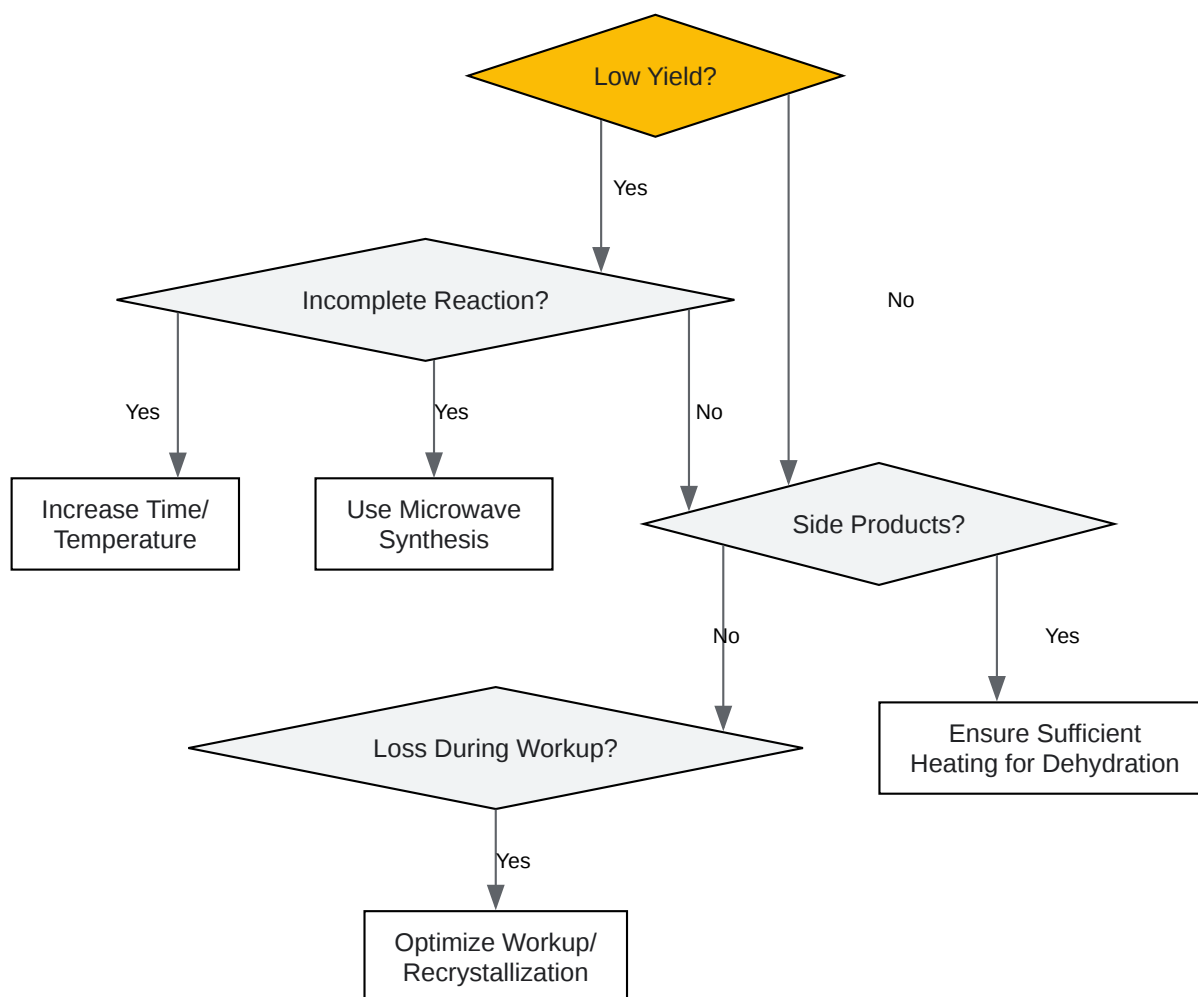 Low Yield?
Yes
Incomplete Reaction?
No
Yes
Yes
No
Increase Time/
Temperature
Use Microwave
Synthesis
Side Products?
No
Yes
Loss During Workup?
Ensure Sufficient
Heating for Dehydration
Yes
Optimize Workup/
Recrystallization